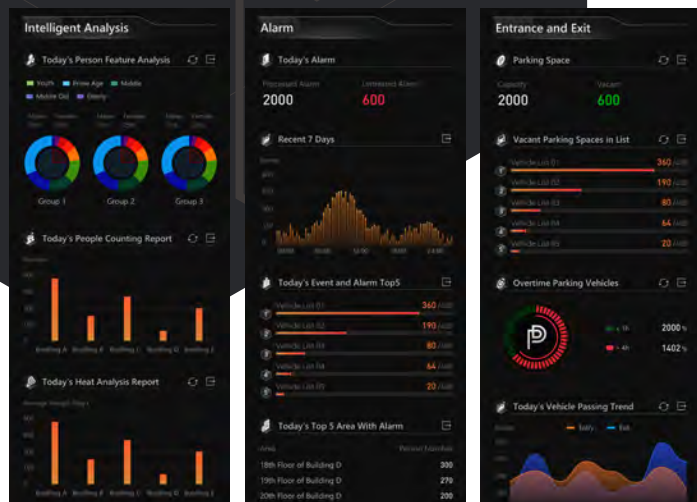 Intelligent Analysis
Today's Person Feature Analysis
Youth Prime Age Middle
Middle Old Elderly
Group 1 Group 2 Group 3
Today's People Counting Report
Building A Building B Building C Building D Building E
Today's Heat Analysis Report
Building A Building B Building C Building D Building E
Alarm
Today's Alarm
2000 600
Recent 7 Days
Today's Event and Alarm Top5
Vehicle List 01 360
Vehicle List 02 190
Vehicle List 03 80
Vehicle List 04 64
Vehicle List 05 20
Today's Top 5 Area With Alarm
Area Person Number
18th Floor of Building D 300
19th Floor of Building D 270
20th Floor of Building D 200
Entrance and Exit
Parking Space
Capacity Vacant
2000 600
Vacant Parking Spaces in List
Vehicle List 01 360
Vehicle List 02 190
Vehicle List 03 80
Vehicle List 04 64
Vehicle List 05 20
Overtime Parking Vehicles
P
2000 %
> 4h 1402 %
Today's Vehicle Passing Trend
Entry Exit